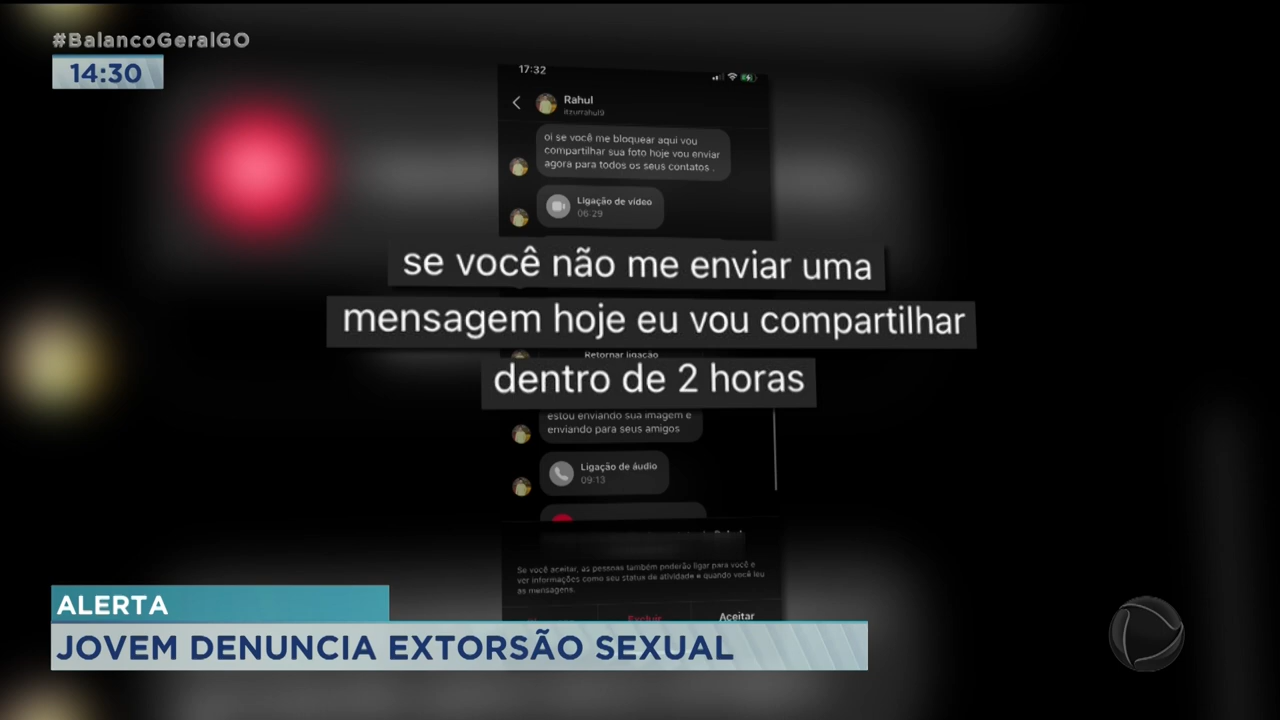 #BalancoGeralGO
14:30
17:32
Rahul
itzurrahul9
oi se você me bloquear aqui vou
compartilhar sua foto hoje vou enviar
agora para todos os seus contatos .
Ligação de vídeo
06:29
se você não me enviar uma
mensagem hoje eu vou compartilhar
Retornar ligação
dentro de 2 horas
estou enviando sua imagem e
enviando para seus amigos
Ligação de áudio
09:13
Se você aceitar, as pessoas também poderão ligar para você e
ver informações como seu status de atividade e quando você leu
as mensagens.
Excluir
Aceitar
ALERTA
JOVEM DENUNCIA EXTORSÃO SEXUAL